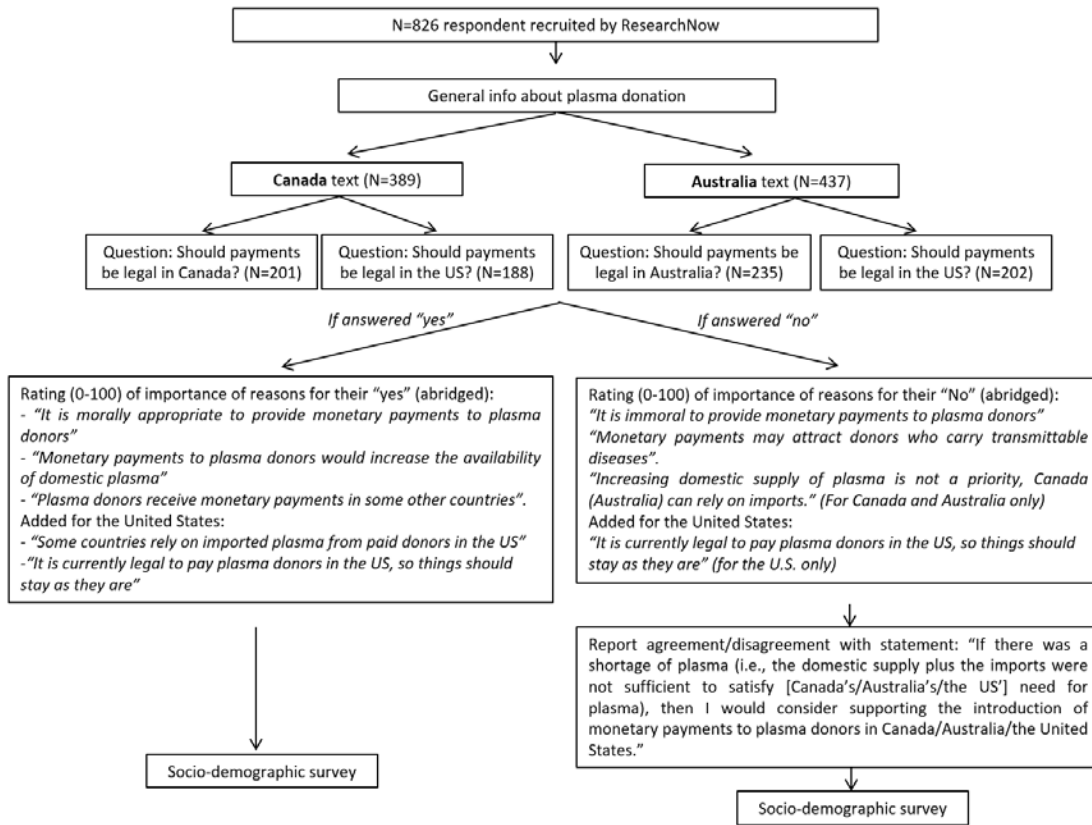 N=826 respondent recruited by ResearchNow
General info about plasma donation
Canada text (N=389)
Australia text (N=437)
Question: Should payments
be legal in Canada? (N=201)
Question: Should payments
be legal in the US? (N=188)
Question: Should payments be
legal in Australia? (N=235)
Question: Should payments
be legal in the US? (N=202)
If answered “yes”
If answered “no”
Rating (0-100) of importance of reasons for their “yes” (abridged):
- “It is morally appropriate to provide monetary payments to plasma
donors”
- “Monetary payments to plasma donors would increase the availability
of domestic plasma”
- “Plasma donors receive monetary payments in some other countries”.
Added for the United States:
- “Some countries rely on imported plasma from paid donors in the US”
-“It is currently legal to pay plasma donors in the US, so things should
stay as they are”
Rating (0-100) of importance of reasons for their “No” (abridged):
“It is immoral to provide monetary payments to plasma donors”
“Monetary payments may attract donors who carry transmittable
diseases”.
“Increasing domestic supply of plasma is not a priority, Canada
(Australia) can rely on imports.” (For Canada and Australia only)
Added for the United States:
“It is currently legal to pay plasma donors in the US, so things should
stay as they are” (for the U.S. only)
Report agreement/disagreement with statement: “If there was a
shortage of plasma (i.e., the domestic supply plus the imports were
not sufficient to satisfy [Canada’s/Australia’s/the US’] need for
plasma), then I would consider supporting the introduction of
monetary payments to plasma donors in Canada/Australia/the United
States.”
Socio-demographic survey
Socio-demographic survey